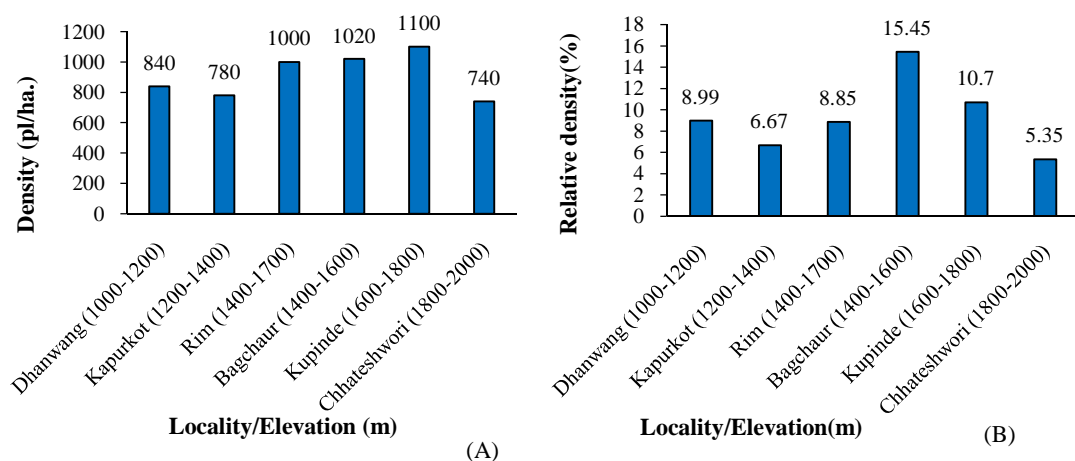 Density (pl/ha.)
1200
1000
800
600
400
200
0
840
780
1000
1020
1100
740
Dhanwang (1000-1200)
Kapurkot (1200-1400)
Rim (1400-1700)
Bagchaur (1400-1600)
Kupinde (1600-1800)
Chhateshwori (1800-2000)
Locality/Elevation (m)
(A)
Relative density(%)
18
16
14
12
10
8
6
4
2
0
8.99
6.67
8.85
15.45
10.7
5.35
Dhanwang (1000-1200)
Kapurkot (1200-1400)
Rim (1400-1700)
Bagchaur (1400-1600)
Kupinde (1600-1800)
Chhateshwori (1800-2000)
Locality/Elevation(m)
(B)